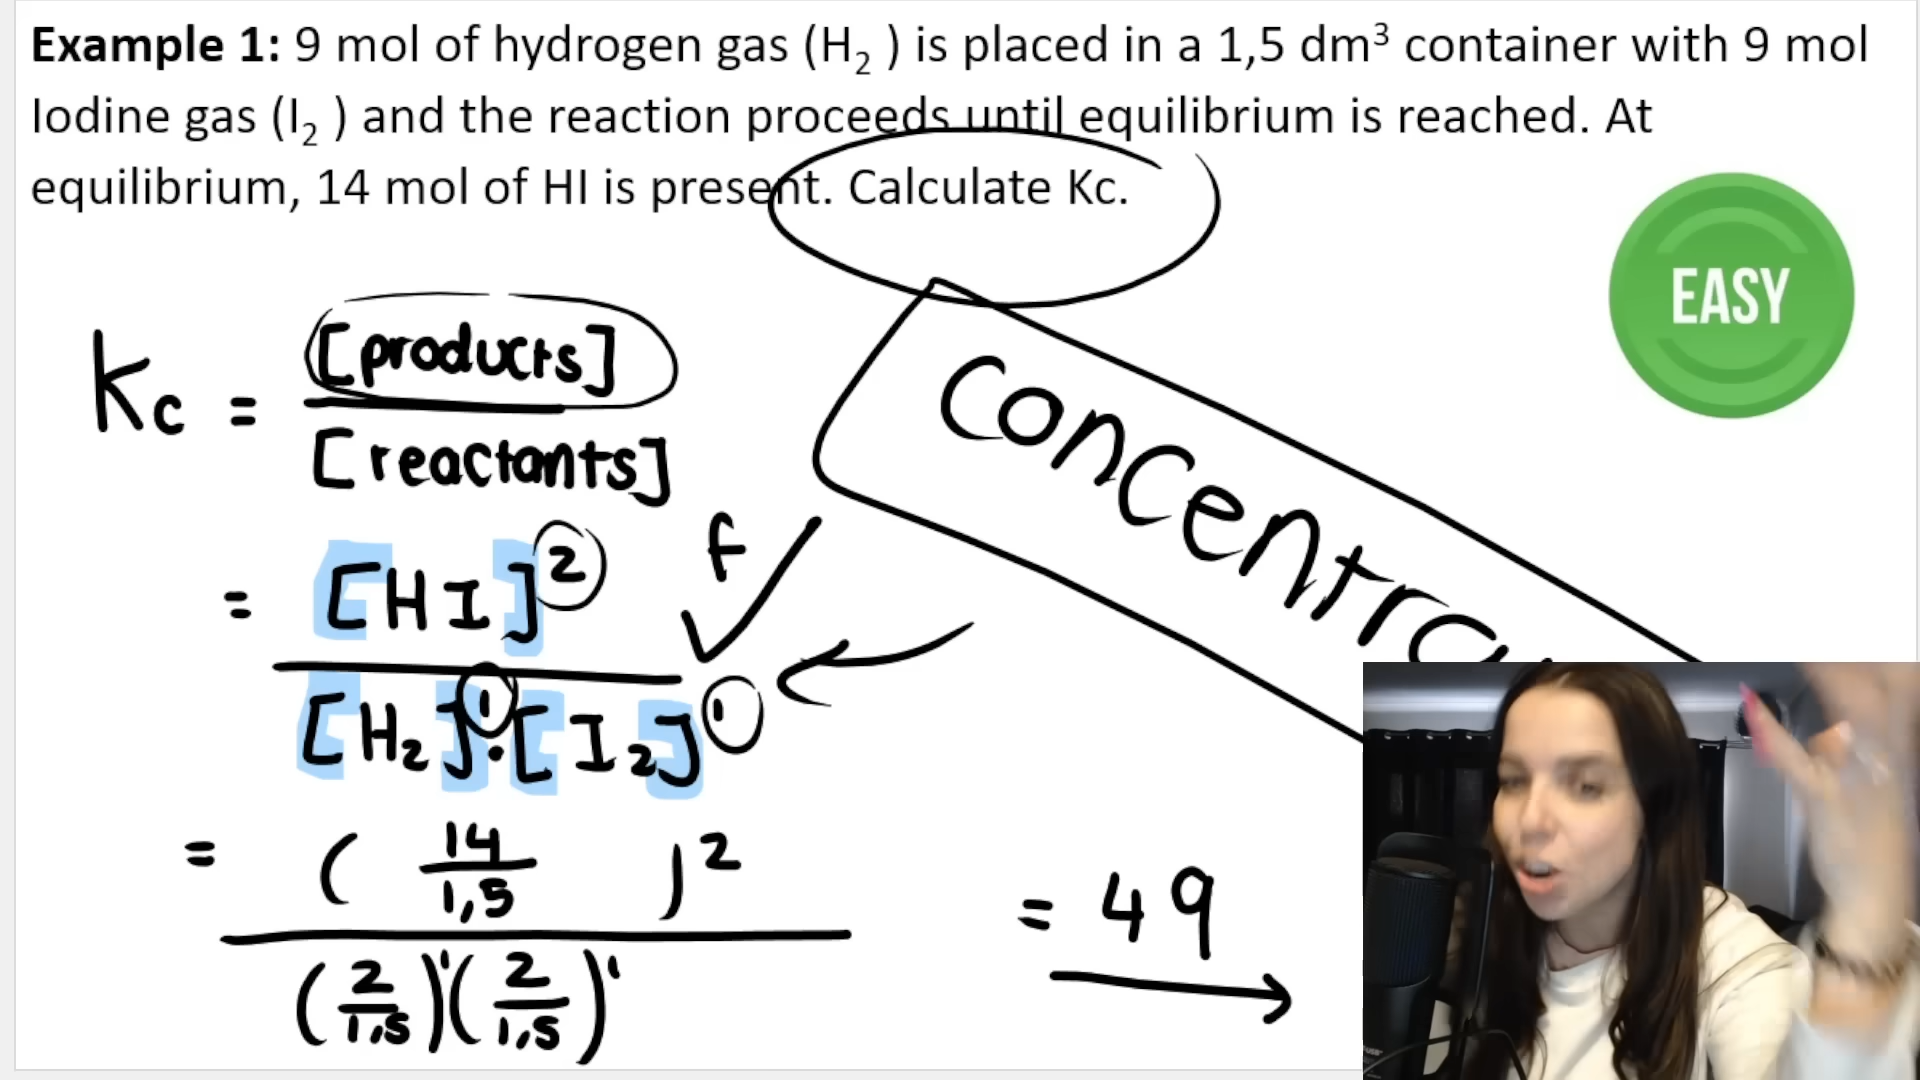 Example 1: 9 mol of hydrogen gas (H₂ ) is placed in a 1,5 dm³ container with 9 mol
Iodine gas (I₂ ) and the reaction proceeds until equilibrium is reached. At
equilibrium, 14 mol of HI is present. Calculate Kc.
EASY
Kc = [products]
[reactants]
concentra
= [HI]² f
[H₂]¹·[I₂]¹
= ( 14/1,5 )²
(2/1,5)¹(2/1,5)¹
= 49